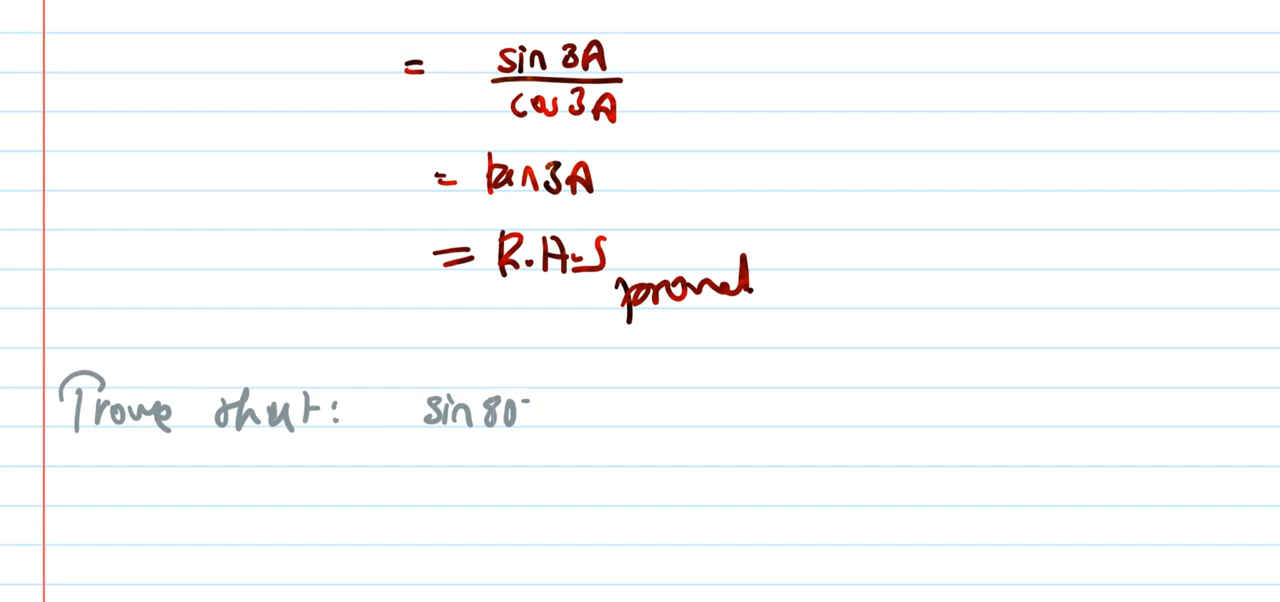 = sin 3A
cos 3A
= tan 3A
= R.H.S
proved
Prove that: sin 80°